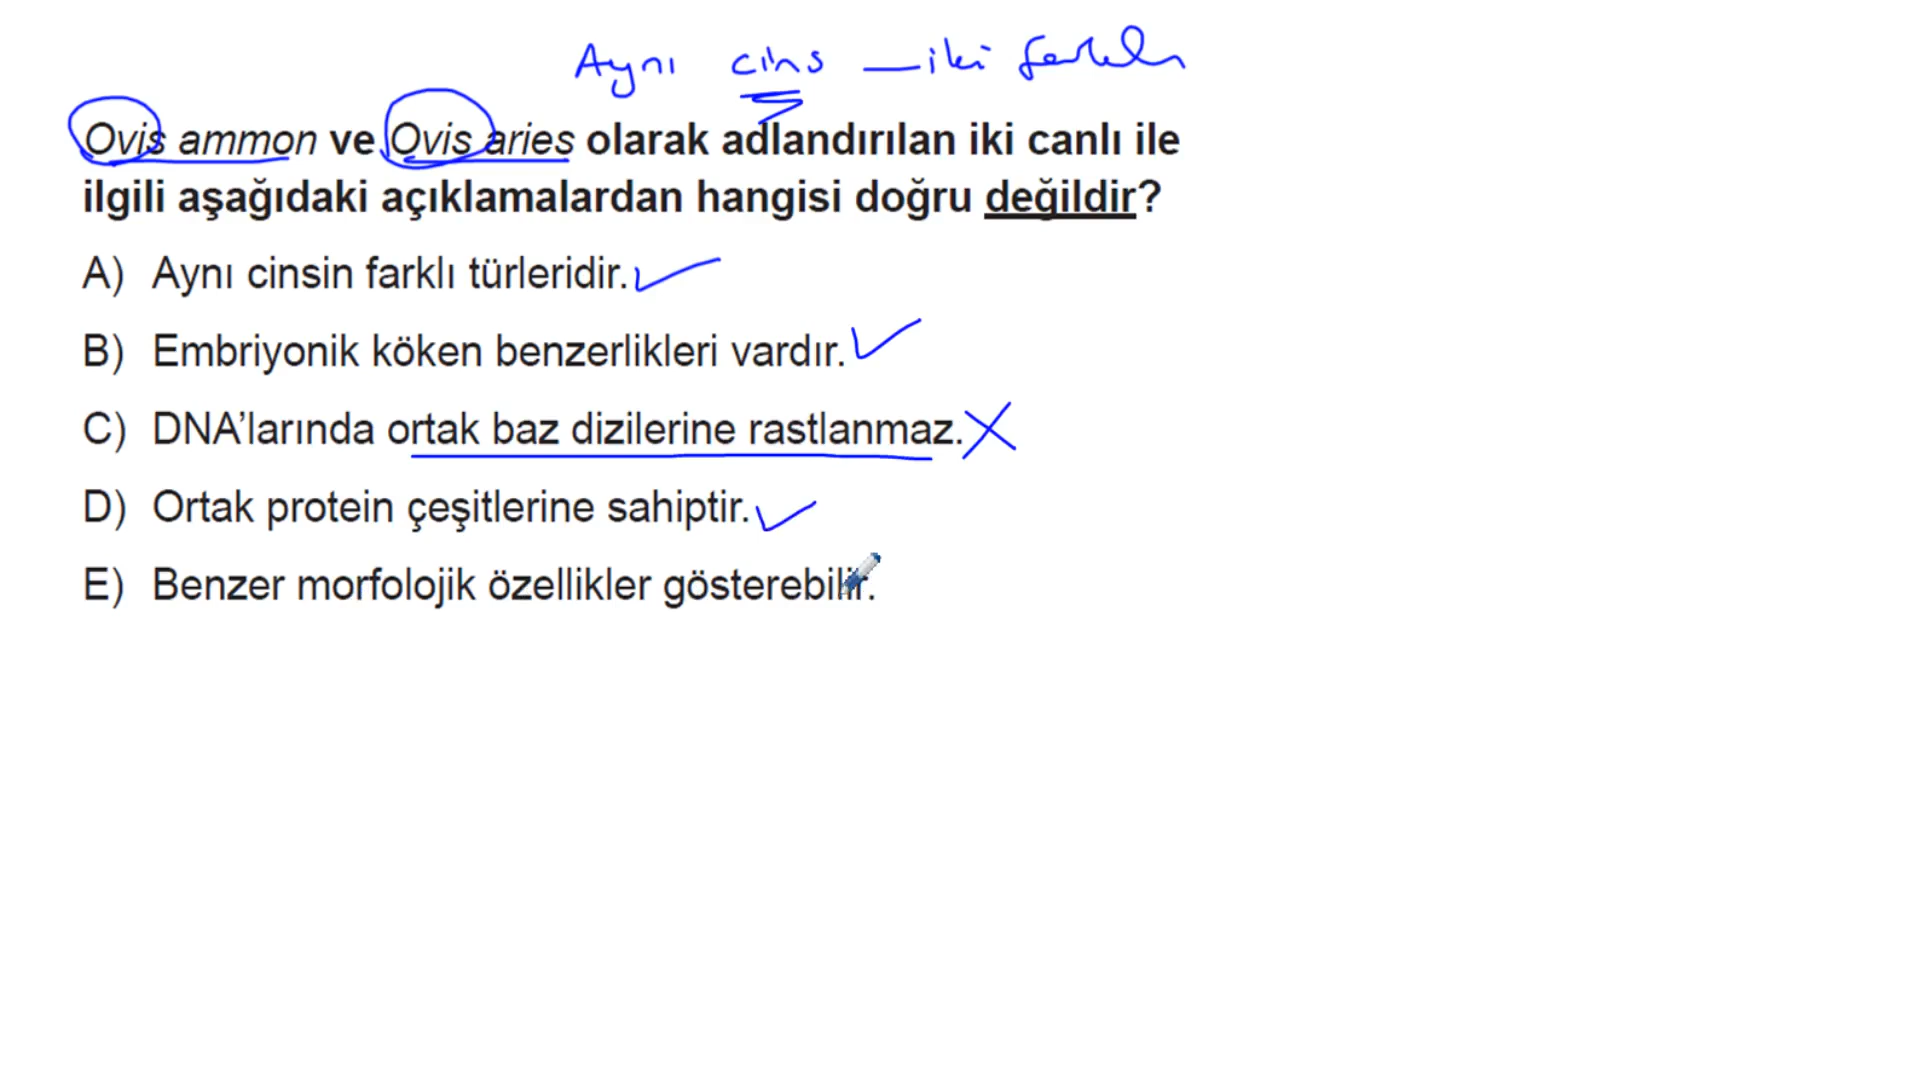 Aynı cins — iki farklı
Ovis ammon ve Ovis aries olarak adlandırılan iki canlı ile
ilgili aşağıdaki açıklamalardan hangisi doğru değildir?
A) Aynı cinsin farklı türleridir.
B) Embriyonik köken benzerlikleri vardır.
C) DNA’larında ortak baz dizilerine rastlanmaz.
D) Ortak protein çeşitlerine sahiptir.
E) Benzer morfolojik özellikler gösterebilir.